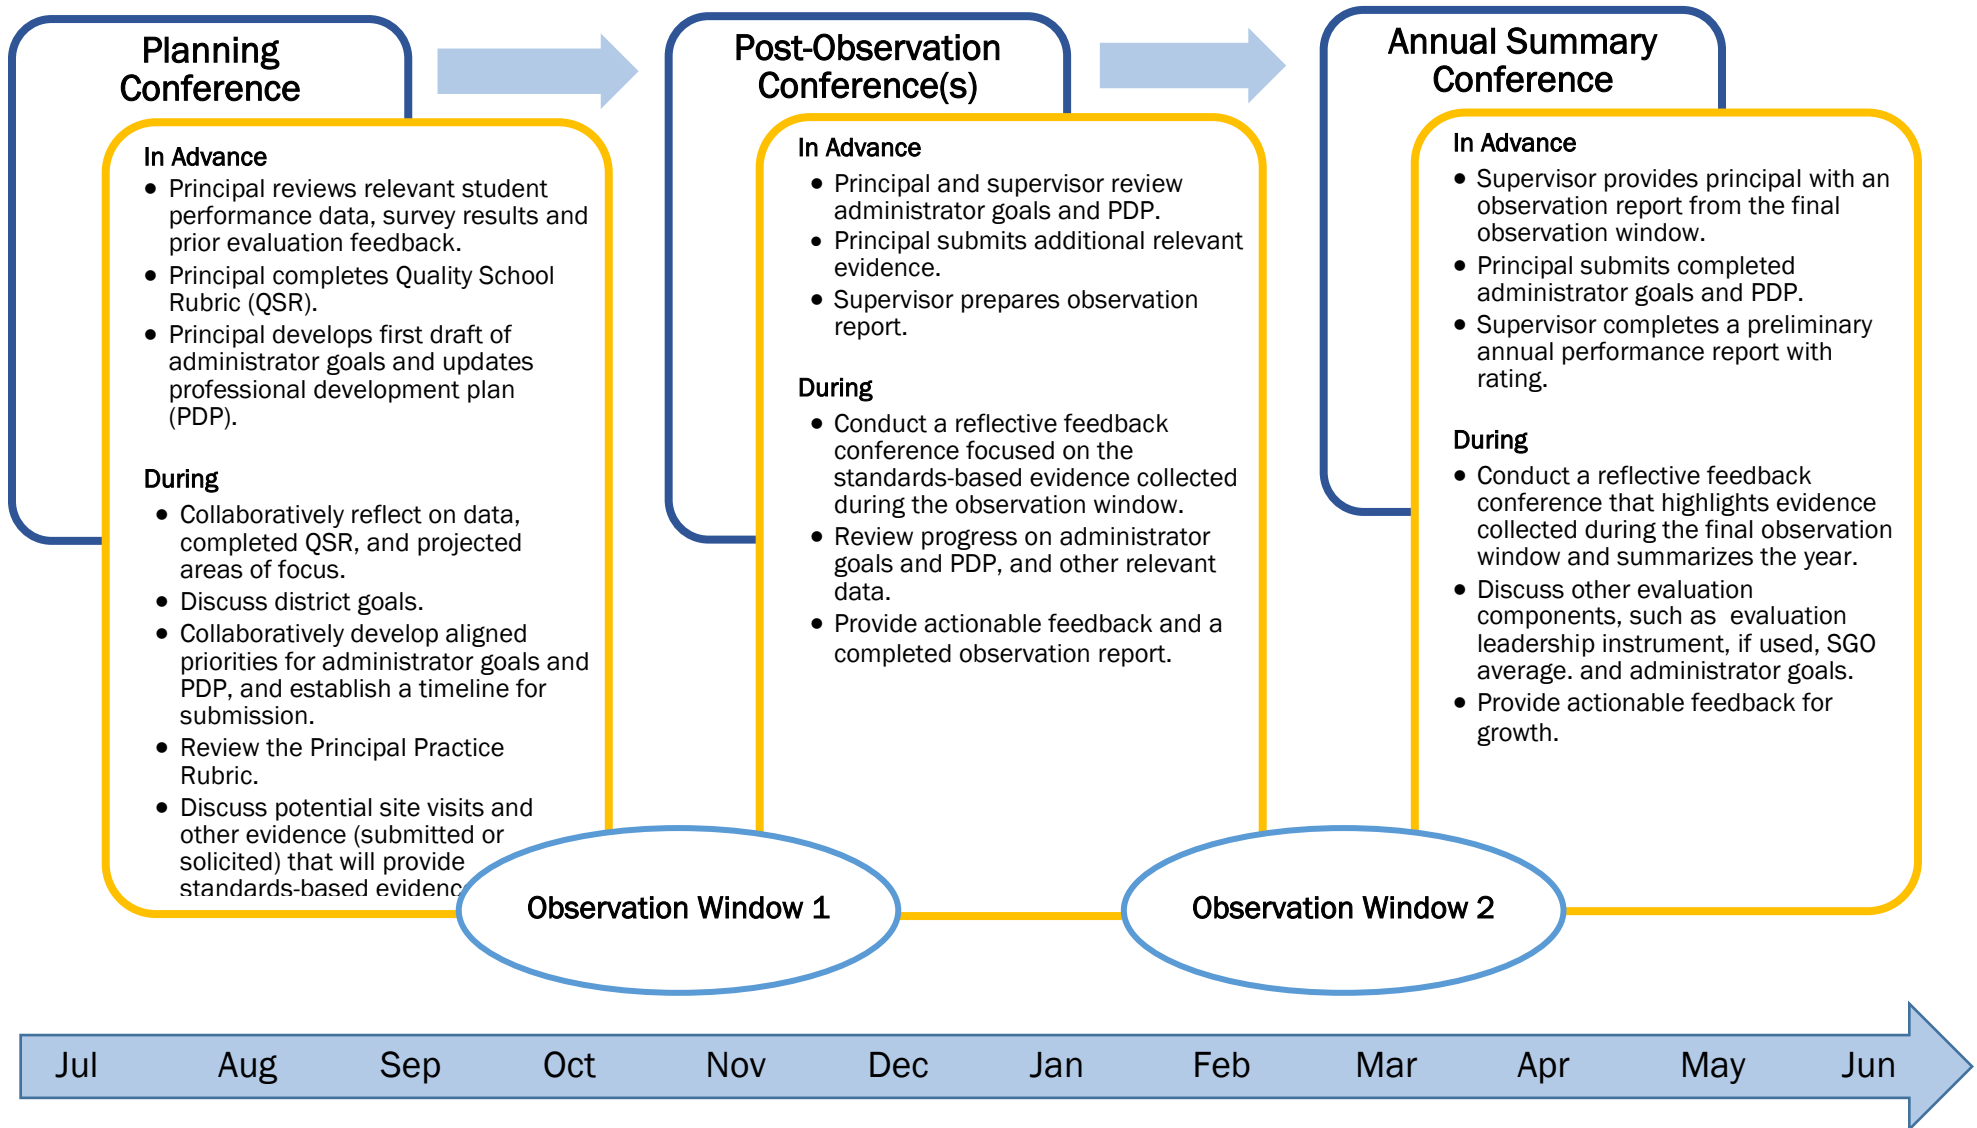 Planning
Conference
In Advance
• Principal reviews relevant student
performance data, survey results and
prior evaluation feedback.
• Principal completes Quality School
Rubric (QSR).
• Principal develops first draft of
administrator goals and updates
professional development plan
(PDP).
During
• Collaboratively reflect on data,
completed QSR, and projected
areas of focus.
• Discuss district goals.
• Collaboratively develop aligned
priorities for administrator goals and
PDP, and establish a timeline for
submission.
• Review the Principal Practice
Rubric.
• Discuss potential site visits and
other evidence (submitted or
solicited) that will provide
standards-based evidenc
Post-Observation
Conference(s)
In Advance
• Principal and supervisor review
administrator goals and PDP.
• Principal submits additional relevant
evidence.
• Supervisor prepares observation
report.
During
• Conduct a reflective feedback
conference focused on the
standards-based evidence collected
during the observation window.
• Review progress on administrator
goals and PDP, and other relevant
data.
• Provide actionable feedback and a
completed observation report.
Annual Summary
Conference
In Advance
• Supervisor provides principal with an
observation report from the final
observation window.
• Principal submits completed
administrator goals and PDP.
• Supervisor completes a preliminary
annual performance report with
rating.
During
• Conduct a reflective feedback
conference that highlights evidence
collected during the final observation
window and summarizes the year.
• Discuss other evaluation
components, such as  evaluation
leadership instrument, if used, SGO
average. and administrator goals.
• Provide actionable feedback for
growth.
Observation Window 1
Observation Window 2
Jul Aug Sep Oct Nov Dec Jan Feb Mar Apr May Jun